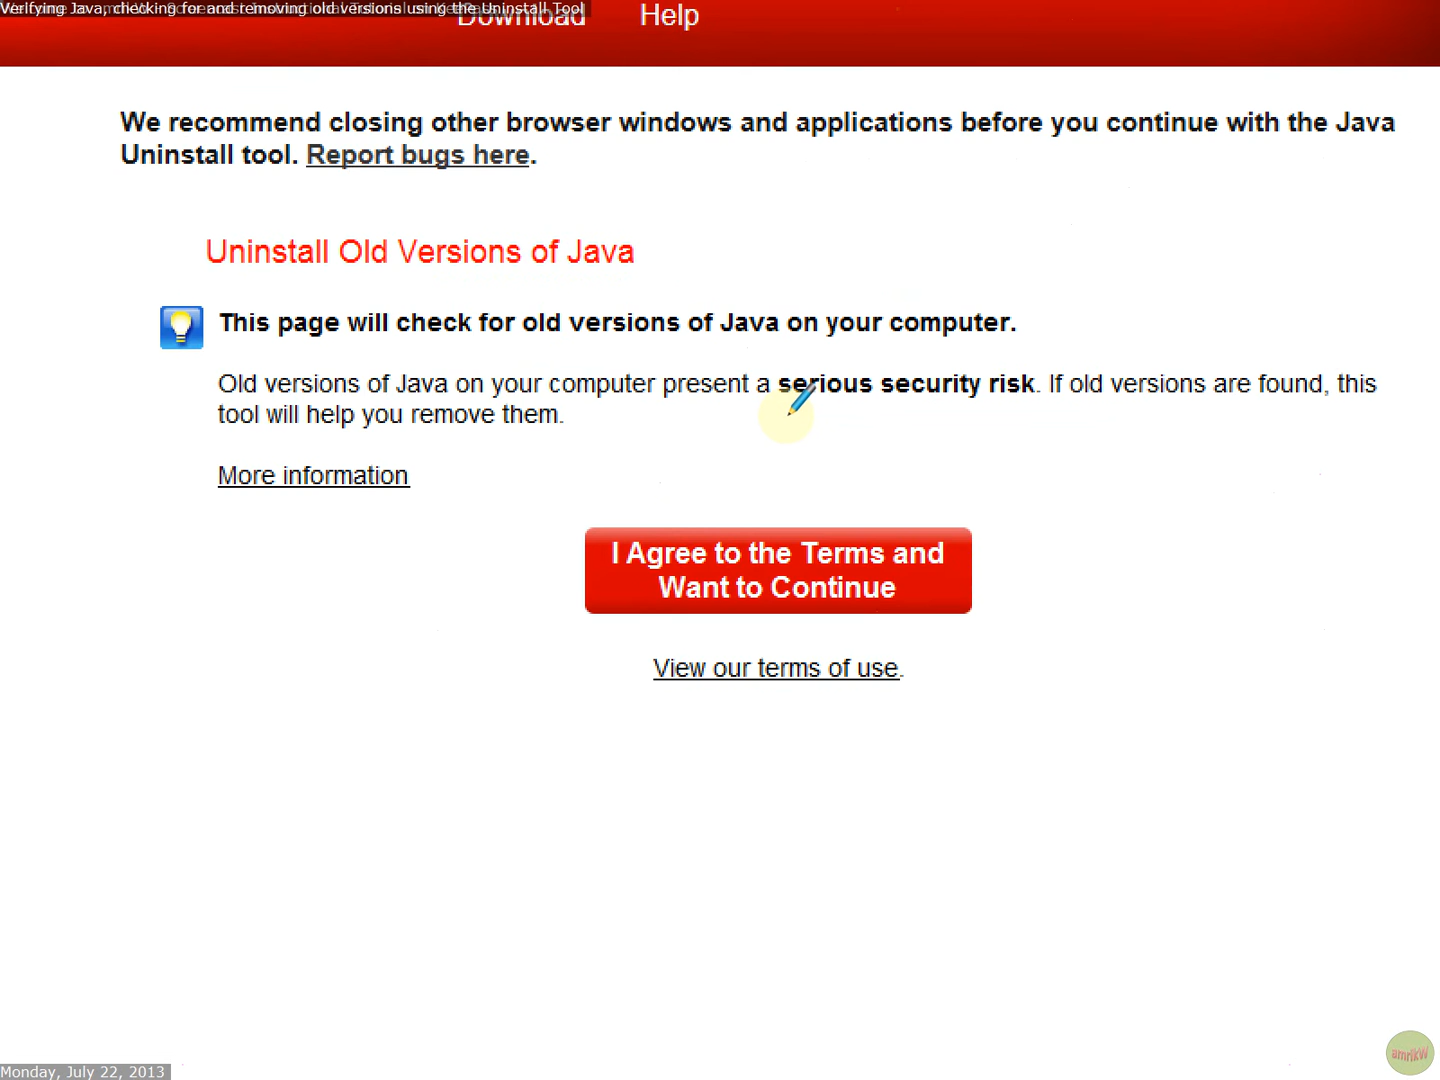 Verifying Java, checking for and removing old versions using the Uninstall Tool
Download Help
We recommend closing other browser windows and applications before you continue with the Java
Uninstall tool. Report bugs here.
Uninstall Old Versions of Java
This page will check for old versions of Java on your computer.
Old versions of Java on your computer present a serious security risk. If old versions are found, this
tool will help you remove them.
More information
I Agree to the Terms and
Want to Continue
View our terms of use.
amrikW
Monday, July 22, 2013